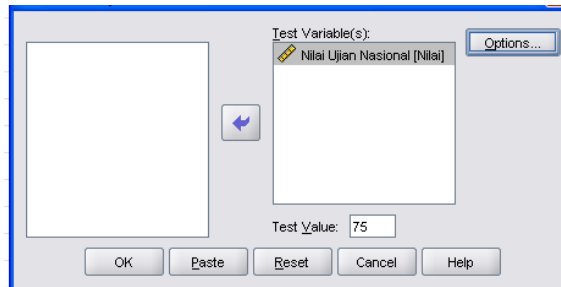 Test Variable(s):
Nilai Ujian Nasional [Nilai]
Options...
Test Value: 75
OK Paste Reset Cancel Help